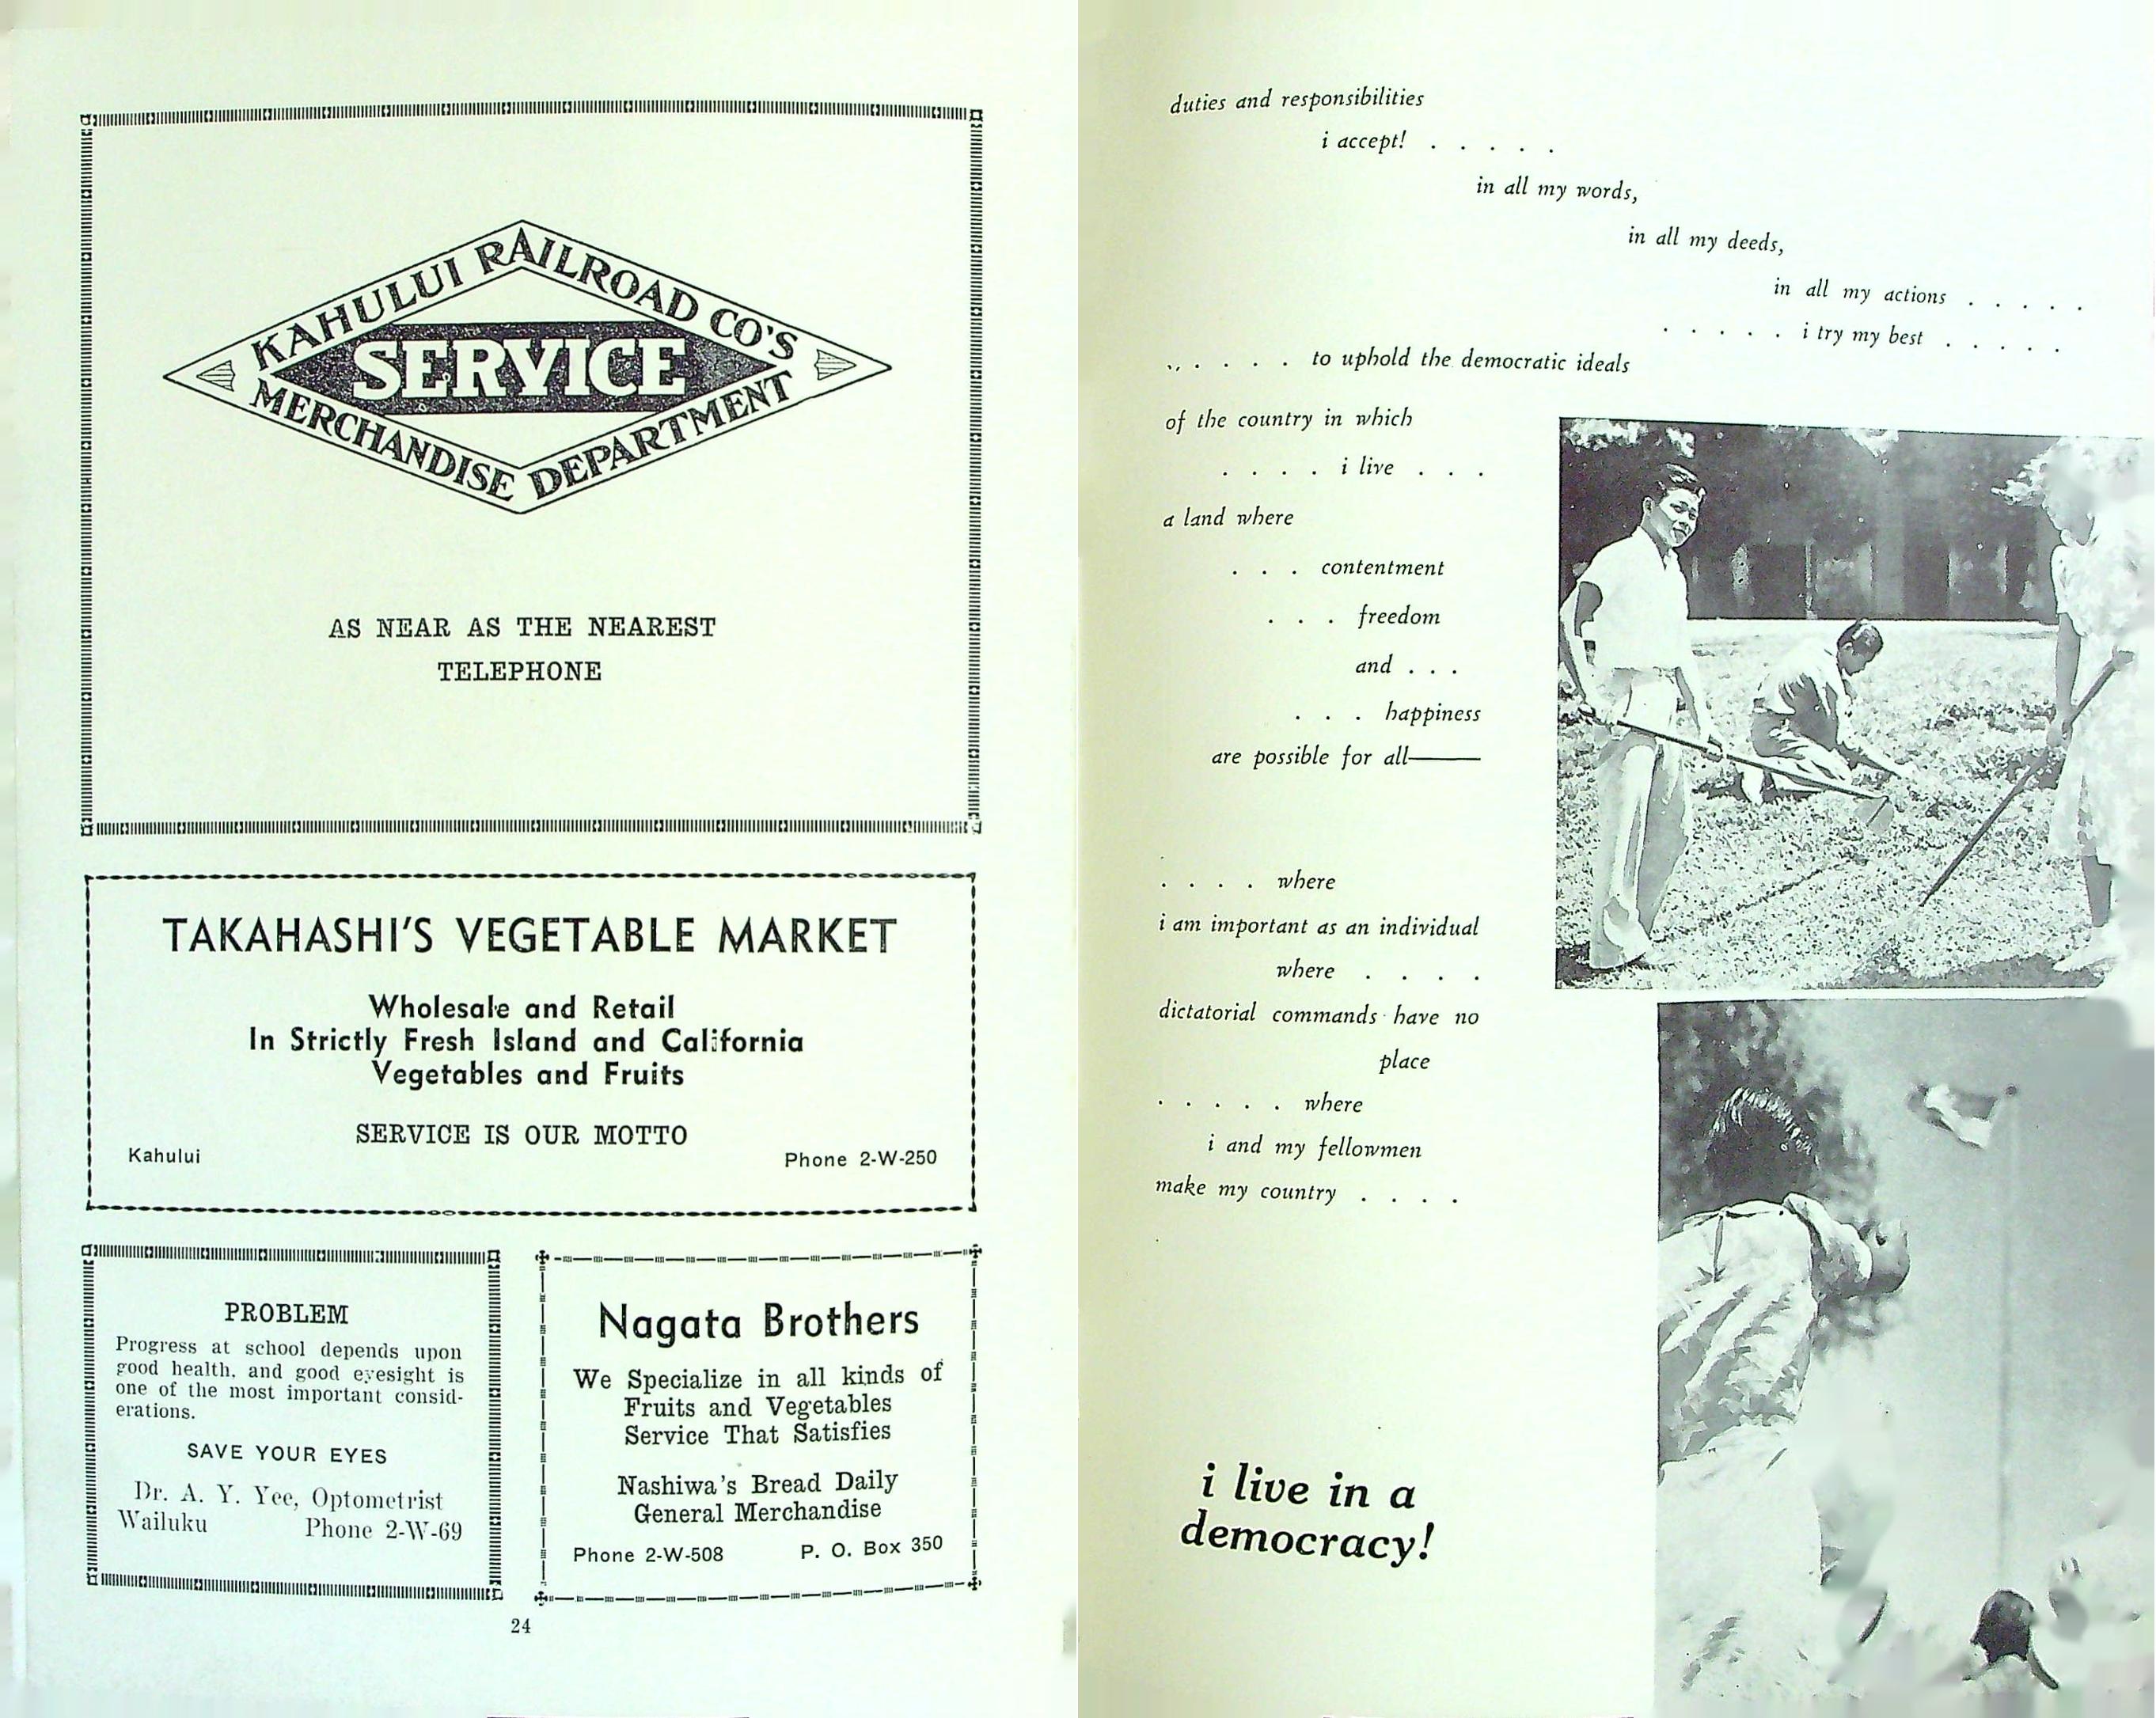 KAHULUI RAILROAD CO'S
SERVICE
MERCHANDISE DEPARTMENT
AS NEAR AS THE NEAREST
TELEPHONE
TAKAHASHI'S VEGETABLE MARKET
Wholesale and Retail
In Strictly Fresh Island and California
Vegetables and Fruits
SERVICE IS OUR MOTTO
Kahului Phone 2-W-250
PROBLEM
Progress at school depends upon
good health, and good eyesight is
one of the most important consid-
erations.
SAVE YOUR EYES
Dr. A. Y. Yee, Optometrist
Wailuku Phone 2-W-69
Nagata Brothers
We Specialize in all kinds of
Fruits and Vegetables
Service That Satisfies
Nashiwa's Bread Daily
General Merchandise
Phone 2-W-508 P. O. Box 350
24
duties and responsibilities
i accept! . . . . .
in all my words,
in all my deeds,
in all my actions . . . . .
. . . . . i try my best . . . . .
. . . . . to uphold the democratic ideals
of the country in which
. . . . i live . . .
a land where
. . . contentment
. . . freedom
and . . .
. . . happiness
are possible for all——
. . . . where
i am important as an individual
where . . . .
dictatorial commands have no
place
. . . . . where
i and my fellowmen
make my country . . . .
i live in a
democracy!